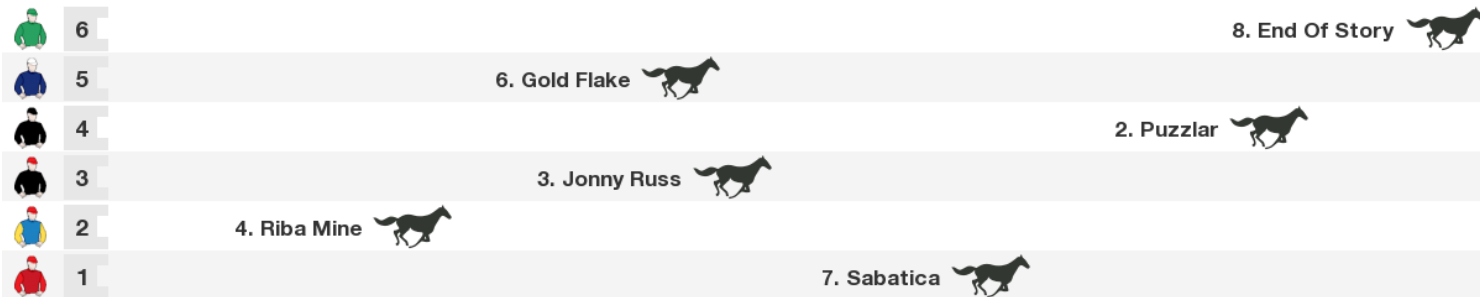 6 8. End Of Story
5 6. Gold Flake
4 2. Puzzlar
3 3. Jonny Russ
2 4. Riba Mine
1 7. Sabatica